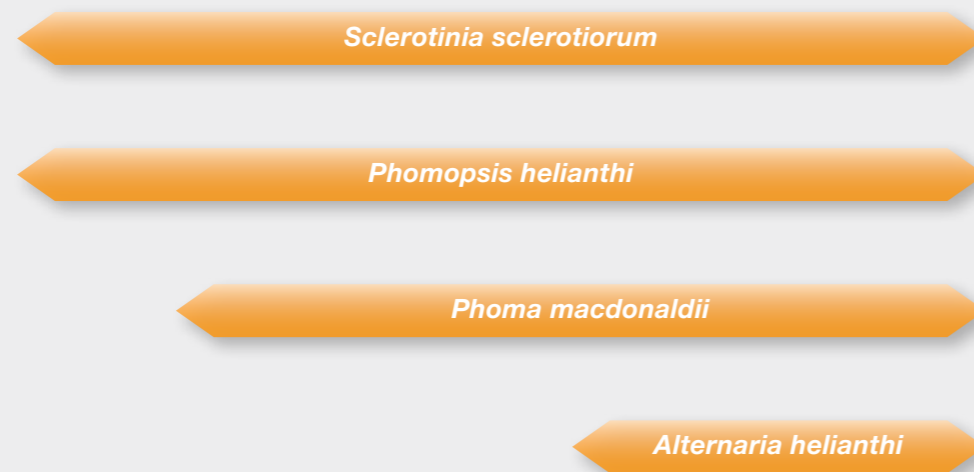 Sclerotinia sclerotiorum
Phomopsis helianthi
Phoma macdonaldii
Alternaria helianthi